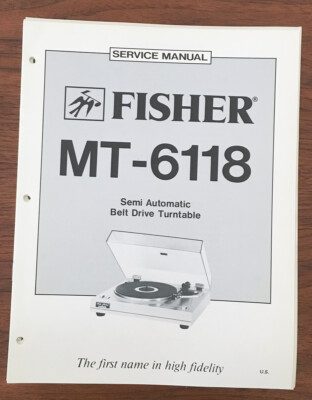 SERVICE MANUAL
FISHER®
MT-6118
Semi Automatic
Belt Drive Turntable
The first name in high fidelity
U.S.